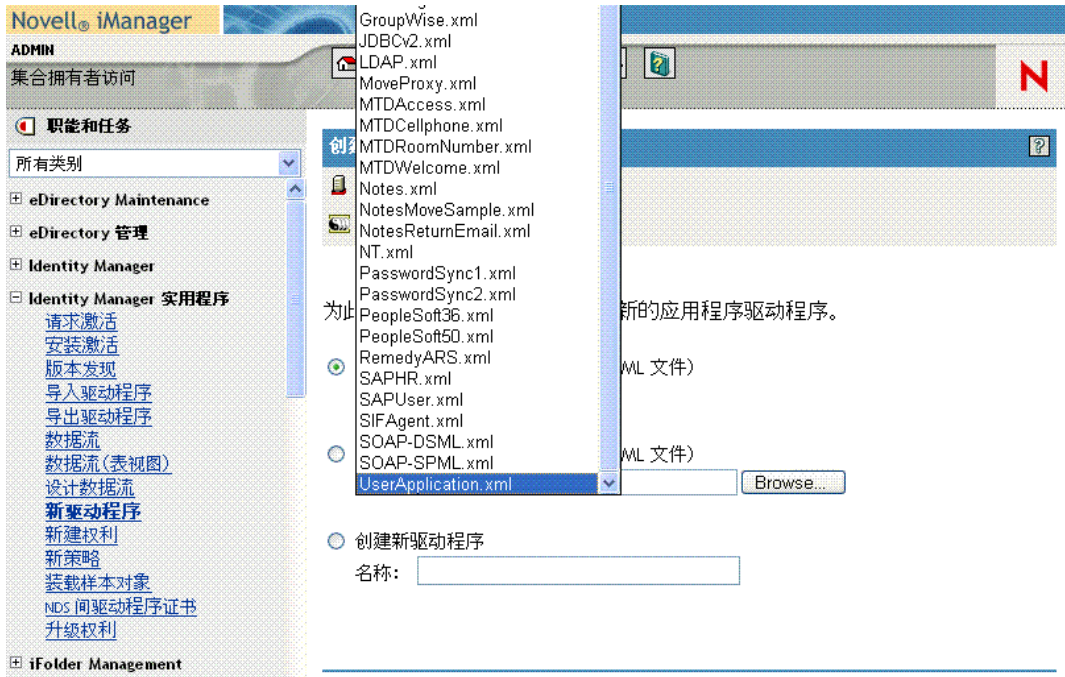 Novell® iManager
ADMIN
集合拥有者访问
N
职能和任务
所有类别
eDirectory Maintenance
eDirectory 管理
Identity Manager
Identity Manager 实用程序
请求激活
安装激活
版本发现
导入驱动程序
导出驱动程序
数据流
数据流(表视图)
设计数据流
新驱动程序
新建权利
新策略
装载样本对象
NDS 间驱动程序证书
升级权利
iFolder Management
GroupWise.xml
JDBCv2.xml
LDAP.xml
MoveProxy.xml
MTDAccess.xml
MTDCellphone.xml
MTDRoomNumber.xml
MTDWelcome.xml
Notes.xml
NotesMoveSample.xml
NotesReturnEmail.xml
NT.xml
PasswordSync1.xml
PasswordSync2.xml
PeopleSoft36.xml
PeopleSoft50.xml
RemedyARS.xml
SAPHR.xml
SAPUser.xml
SIFAgent.xml
SOAP-DSML.xml
SOAP-SPML.xml
UserApplication.xml
创
?
为此
新的应用程序驱动程序。
ML 文件)
ML 文件)
Browse...
创建新驱动程序
名称: